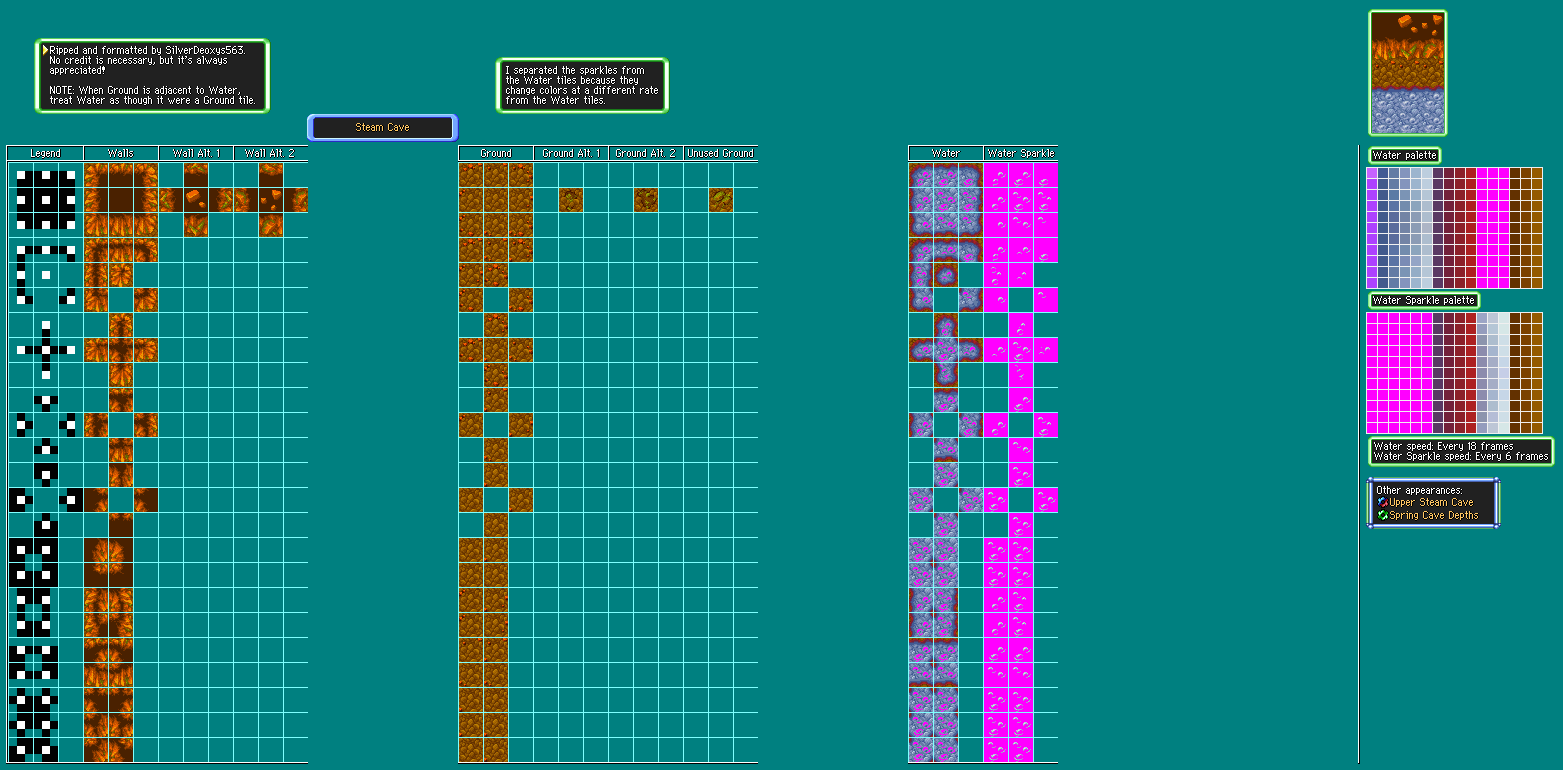 Ripped and formatted by SilverDeoxys563.
No credit is necessary, but it's always
appreciated!
NOTE: When Ground is adjacent to Water,
treat Water as though it were a Ground tile.
I separated the sparkles from
the Water tiles because they
change colors at a different rate
from the Water tiles.
Steam Cave
Legend Walls Wall Alt. 1 Wall Alt. 2
Ground Ground Alt. 1 Ground Alt. 2 Unused Ground
Water Water Sparkle
Water palette
Water Sparkle palette
Water speed: Every 18 frames
Water Sparkle speed: Every 6 frames
Other appearances:
Upper Steam Cave
Spring Cave Depths